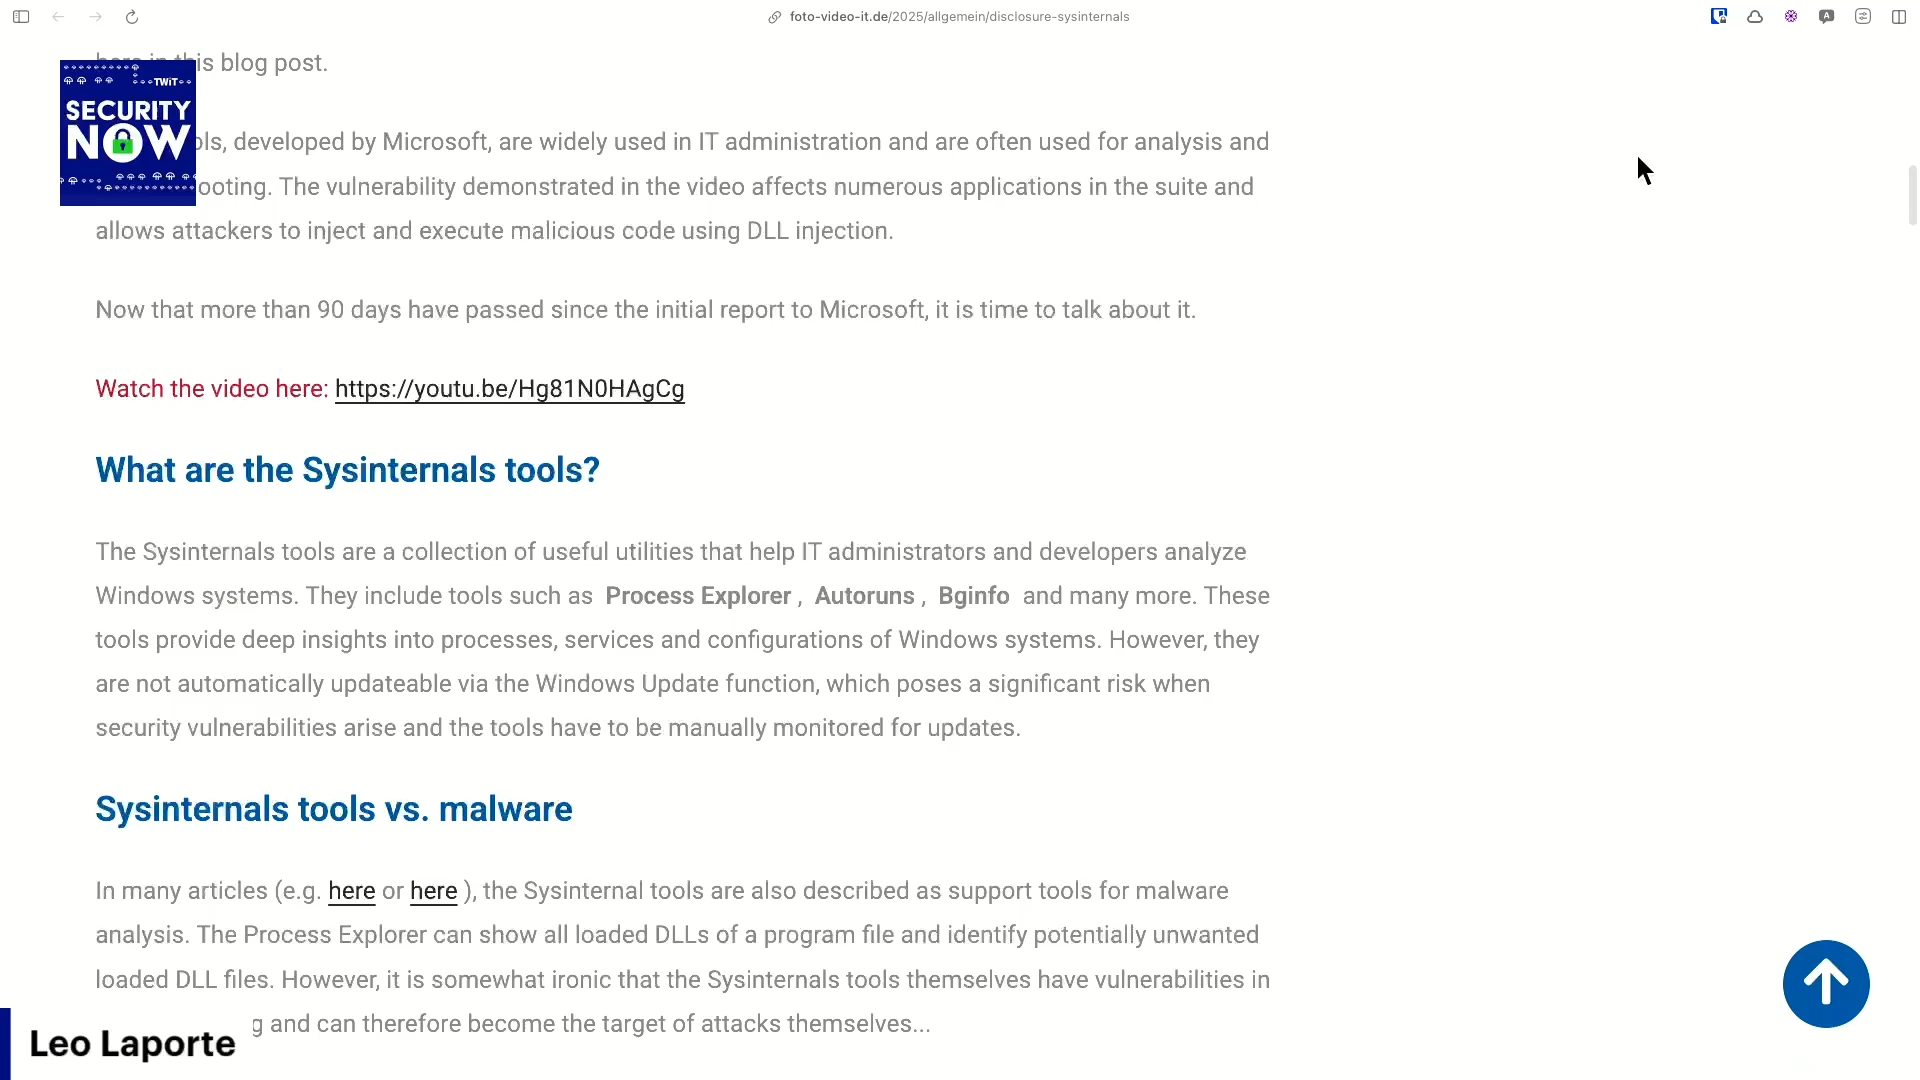 foto-video-it.de/2025/allgemein/disclosure-sysinternals
this blog post.
TWiT
SECURITY
NOW
ols, developed by Microsoft, are widely used in IT administration and are often used for analysis and
ooting. The vulnerability demonstrated in the video affects numerous applications in the suite and
allows attackers to inject and execute malicious code using DLL injection.
Now that more than 90 days have passed since the initial report to Microsoft, it is time to talk about it.
Watch the video here: https://youtu.be/Hg81N0HAgCg
What are the Sysinternals tools?
The Sysinternals tools are a collection of useful utilities that help IT administrators and developers analyze
Windows systems. They include tools such as Process Explorer , Autoruns , Bginfo and many more. These
tools provide deep insights into processes, services and configurations of Windows systems. However, they
are not automatically updateable via the Windows Update function, which poses a significant risk when
security vulnerabilities arise and the tools have to be manually monitored for updates.
Sysinternals tools vs. malware
In many articles (e.g. here or here ), the Sysinternal tools are also described as support tools for malware
analysis. The Process Explorer can show all loaded DLLs of a program file and identify potentially unwanted
loaded DLL files. However, it is somewhat ironic that the Sysinternals tools themselves have vulnerabilities in
g and can therefore become the target of attacks themselves...
Leo Laporte